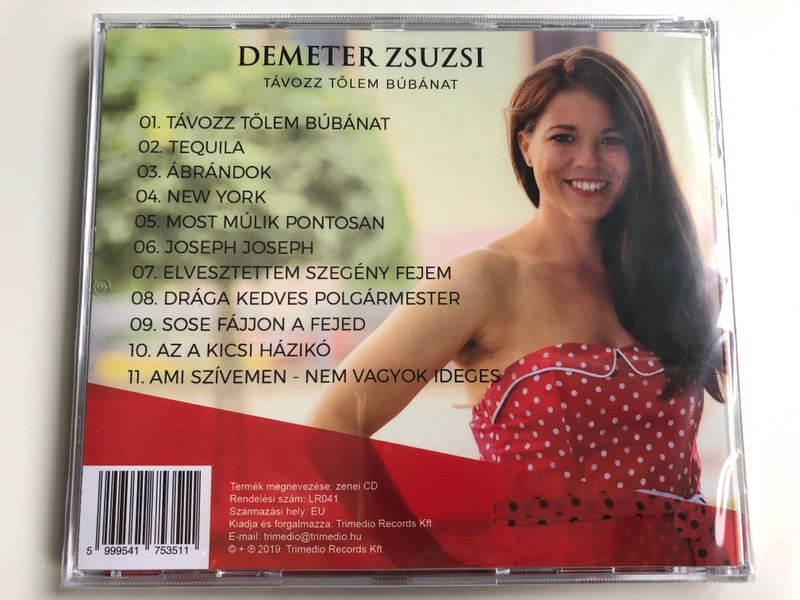 DEMETER ZSUZSI
TÁVOZZ TŐLEM BÚBÁNAT
01. TÁVOZZ TŐLEM BÚBÁNAT
02. TEQUILA
03. ÁBRÁNDOK
04. NEW YORK
05. MOST MÚLIK PONTOSAN
06. JOSEPH JOSEPH
07. ELVESZTETTEM SZEGÉNY FEJEM
08. DRÁGA KEDVES POLGÁRMESTER
09. SOSE FÁJJON A FEJED
10. AZ A KICSI HÁZIKÓ
11. AMI SZÍVEMEN - NEM VAGYOK IDEGES
Termék megnevezése: zenei CD
Rendelési szám: LR041
Származási hely: EU
Kiadja és forgalmazza: Trimedio Records Kft.
E-mail: trimedio@trimedio.hu
© + ℗ 2019. Trimedio Records Kft.
5 999541 753511